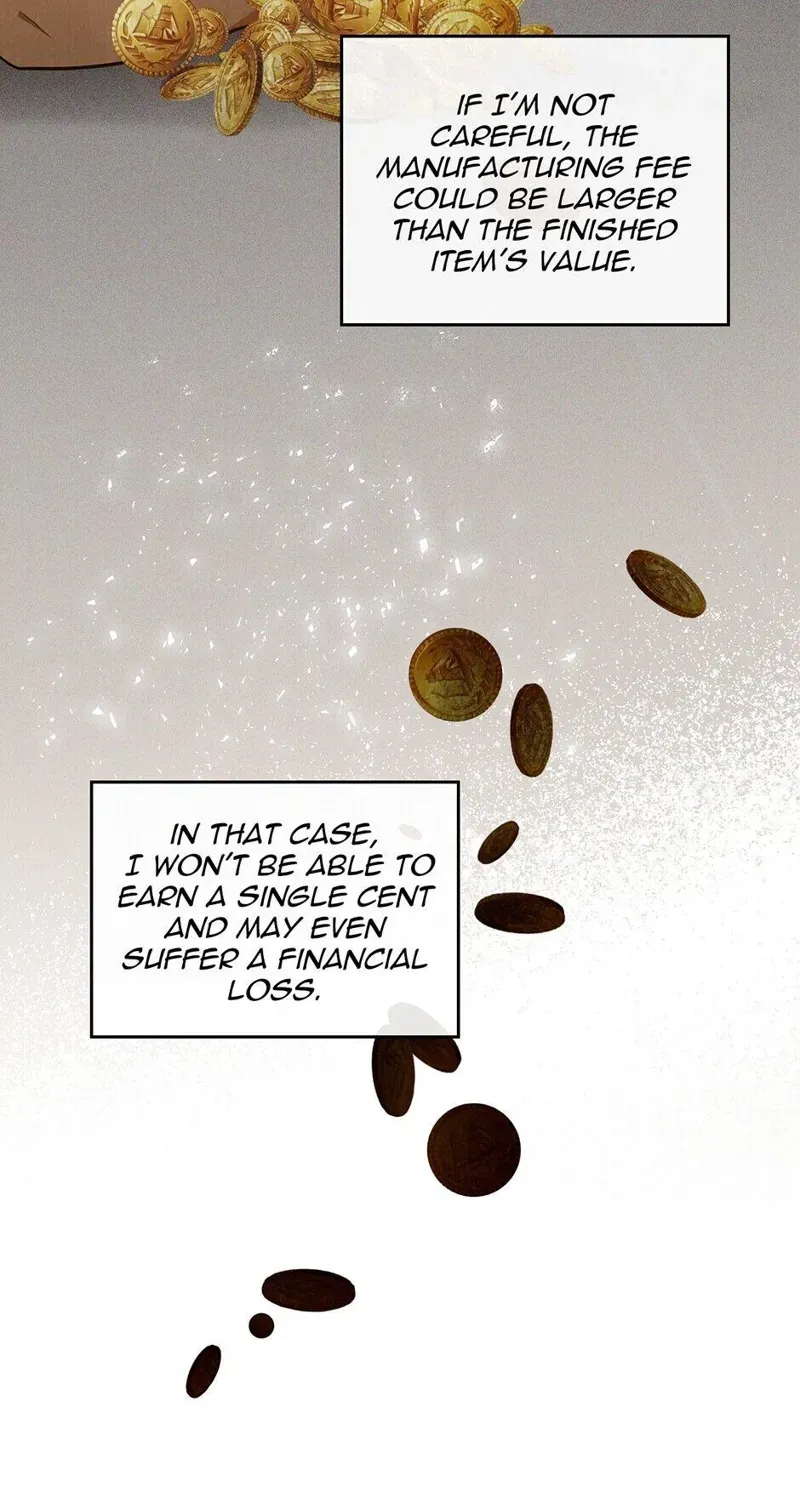 IF I'M NOT
CAREFUL, THE
MANUFACTURING FEE
COULD BE LARGER
THAN THE FINISHED
ITEM'S VALUE.
IN THAT CASE,
I WON'T BE ABLE TO
EARN A SINGLE CENT
AND MAY EVEN
SUFFER A FINANCIAL
LOSS.